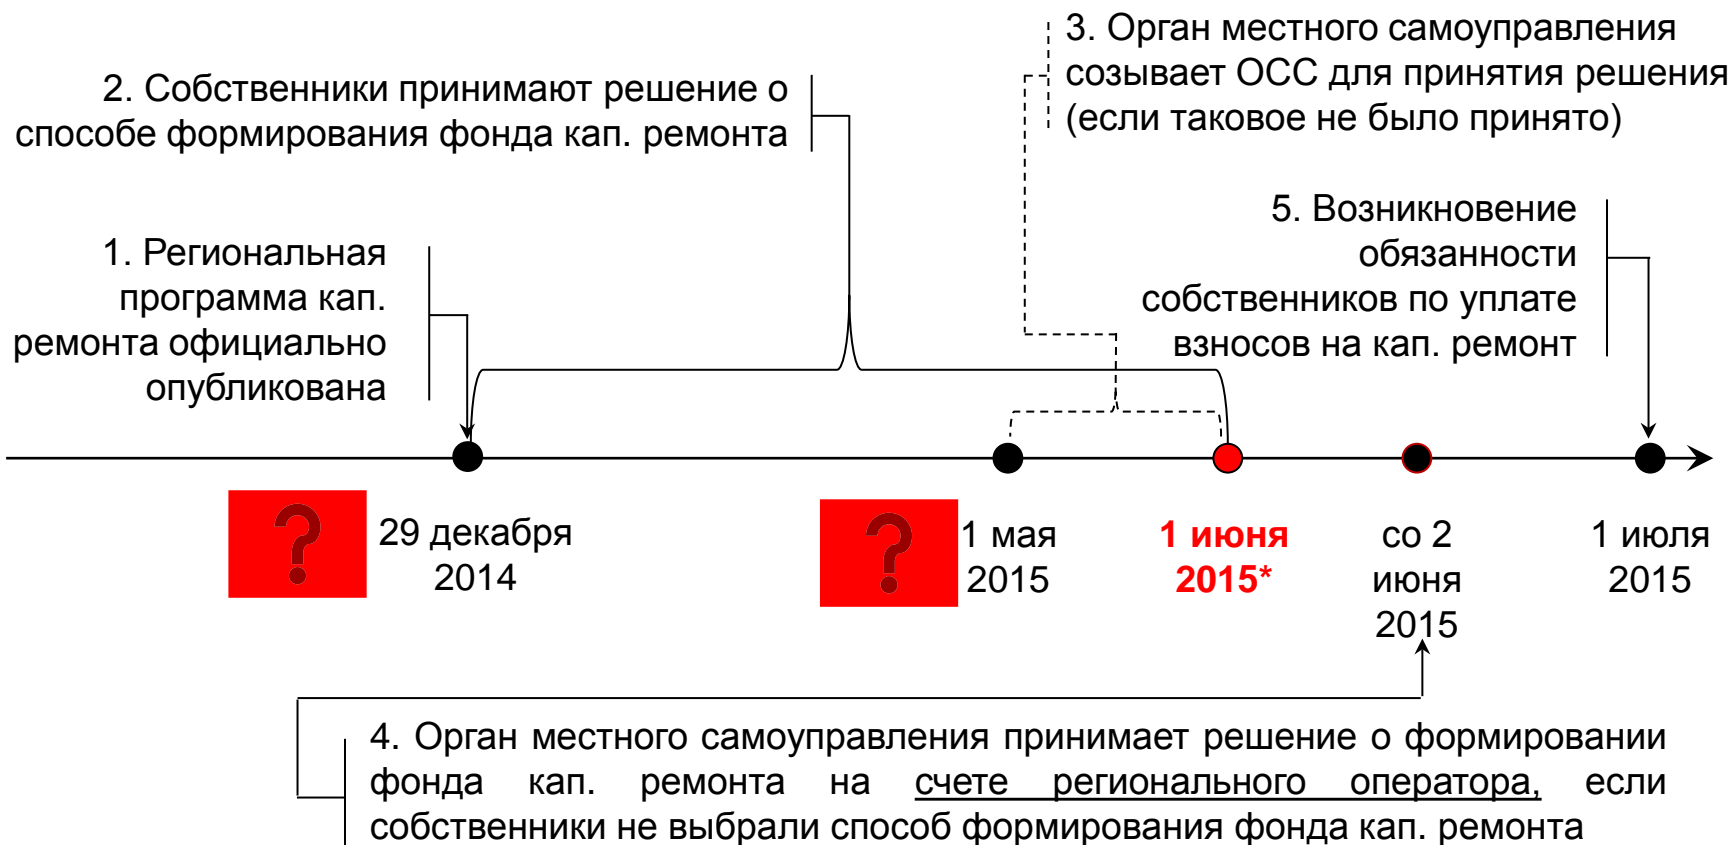 3. Орган местного самоуправления
созывает ОСС для принятия решения
(если таковое не было принято)
2. Собственники принимают решение о
способе формирования фонда кап. ремонта
5. Возникновение
обязанности
собственников по уплате
взносов на кап. ремонт
1. Региональная
программа кап.
ремонта официально
опубликована
?
29 декабря
2014
?
1 мая
2015
1 июня
2015*
со 2
июня
2015
1 июля
2015
4. Орган местного самоуправления принимает решение о формировании
фонда кап. ремонта на счете регионального оператора, если
собственники не выбрали способ формирования фонда кап. ремонта